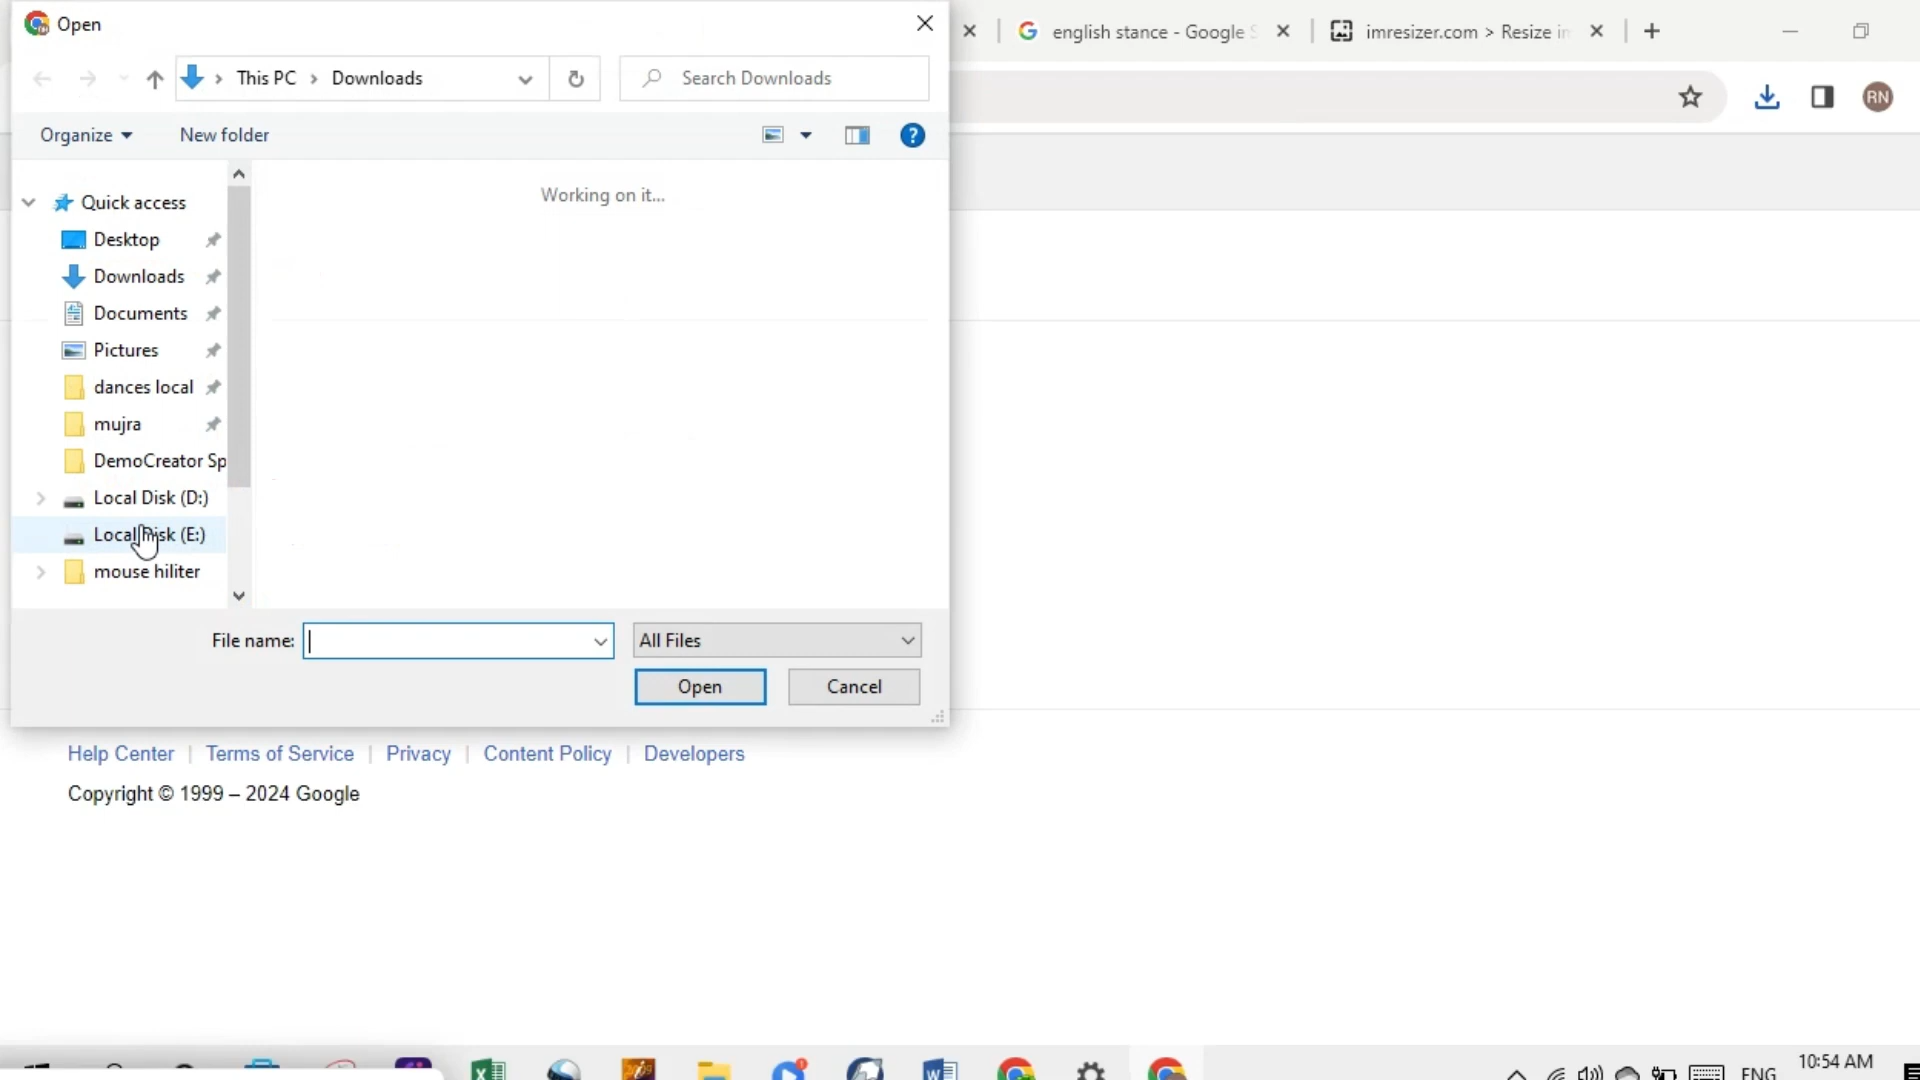 Open
english stance - Google S
imresizer.com > Resize im
This PC > Downloads
Search Downloads
RN
Organize
New folder
Working on it...
Quick access
Desktop
Downloads
Documents
Pictures
dances local
mujra
DemoCreator Sp
Local Disk (D:)
Local Disk (E:)
mouse hiliter
File name:
All Files
Open
Cancel
Help Center | Terms of Service | Privacy | Content Policy | Developers
Copyright © 1999 – 2024 Google
ENG
10:54 AM